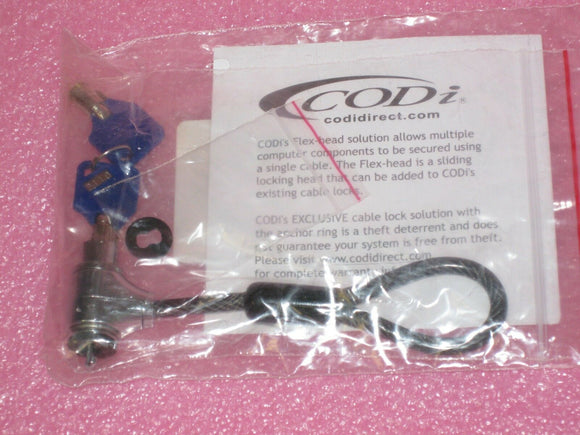 CODi®
codidirect.com
CODi's Flex-head solution allows multiple
computer components to be secured using
a single cable. The Flex-head is a sliding
locking head that can be added to CODi's
existing cable locks.
CODi's EXCLUSIVE cable lock solution with
the anchor ring is a theft deterrent and does
not guarantee your system is free from theft.
Please visit www.codidirect.com
for complete warranty